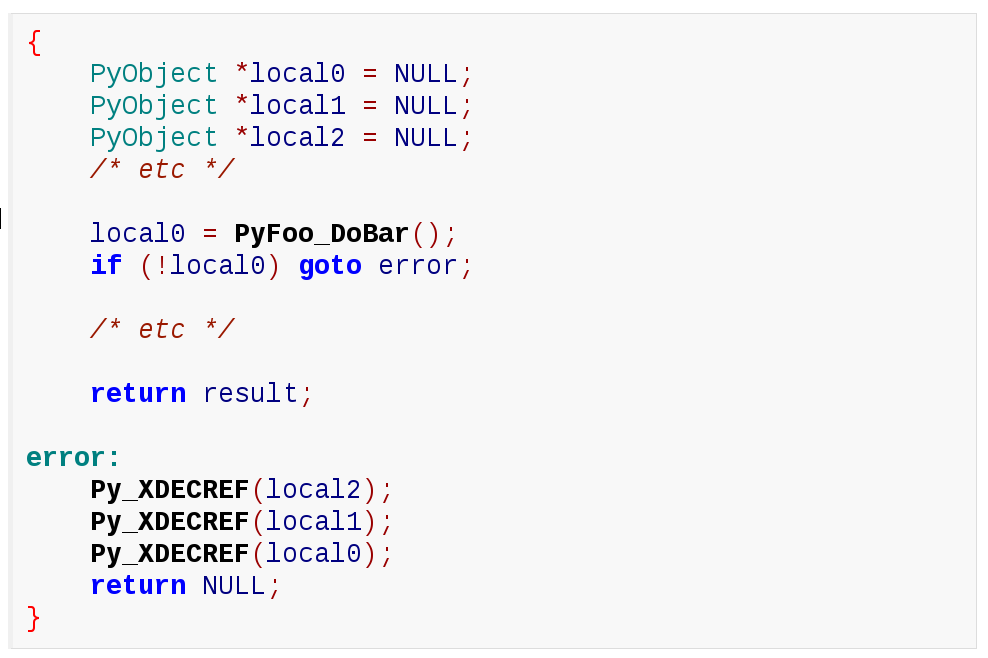 {
    PyObject *local0 = NULL;
    PyObject *local1 = NULL;
    PyObject *local2 = NULL;
    /* etc */

    local0 = PyFoo_DoBar();
    if (!local0) goto error;

    /* etc */

    return result;

error:
    Py_XDECREF(local2);
    Py_XDECREF(local1);
    Py_XDECREF(local0);
    return NULL;
}